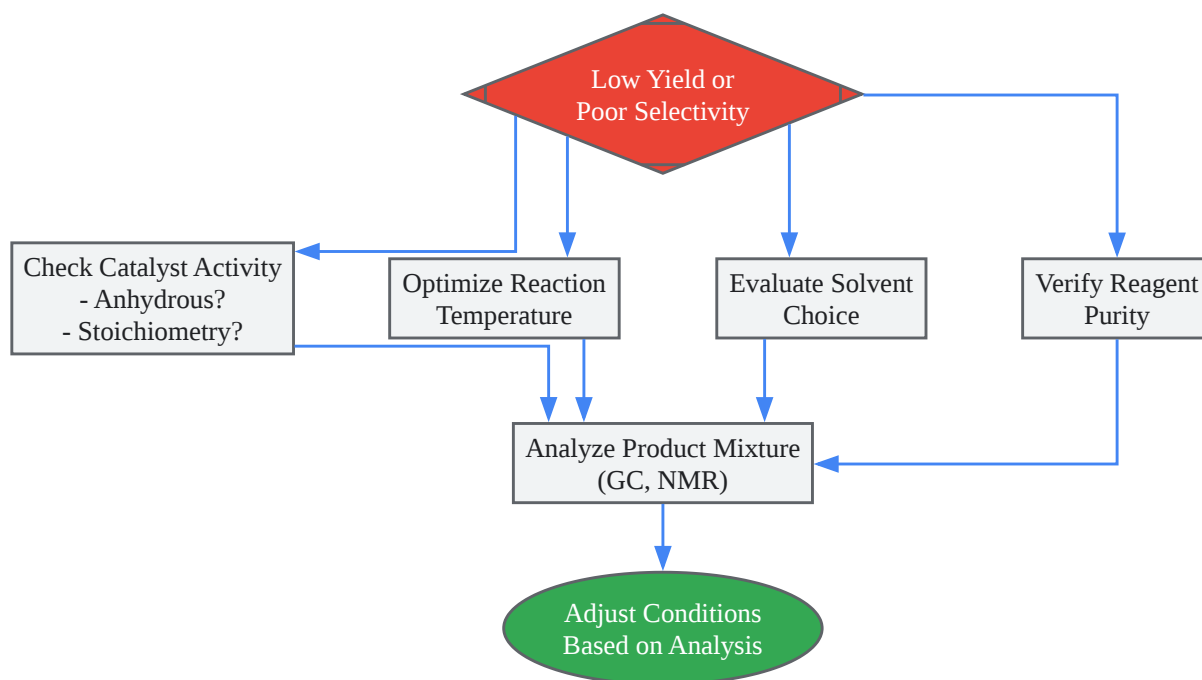 Low Yield or
Poor Selectivity
Check Catalyst Activity
- Anhydrous?
- Stoichiometry?
Optimize Reaction
Temperature
Evaluate Solvent
Choice
Verify Reagent
Purity
Analyze Product Mixture
(GC, NMR)
Adjust Conditions
Based on Analysis